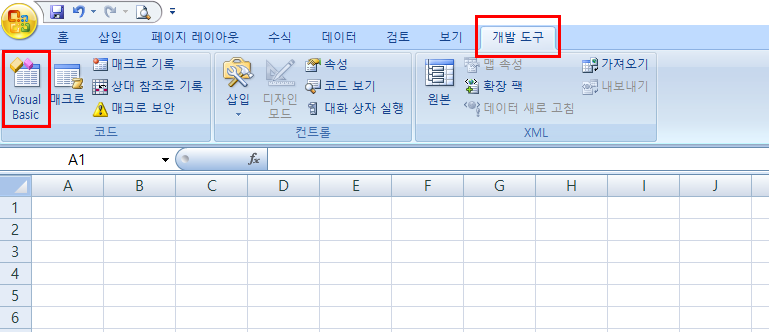 홈 삽입 페이지 레이아웃 수식 데이터 검토 보기 개발 도구
Visual Basic
매크로
매크로 기록
상대 참조로 기록
매크로 보안
코드
삽입
디자인 모드
속성
코드 보기
대화 상자 실행
컨트롤
원본
맵 속성
확장 팩
데이터 새로 고침
가져오기
내보내기
XML
A1 fx
A B C D E F G H I J
1
2
3
4
5
6